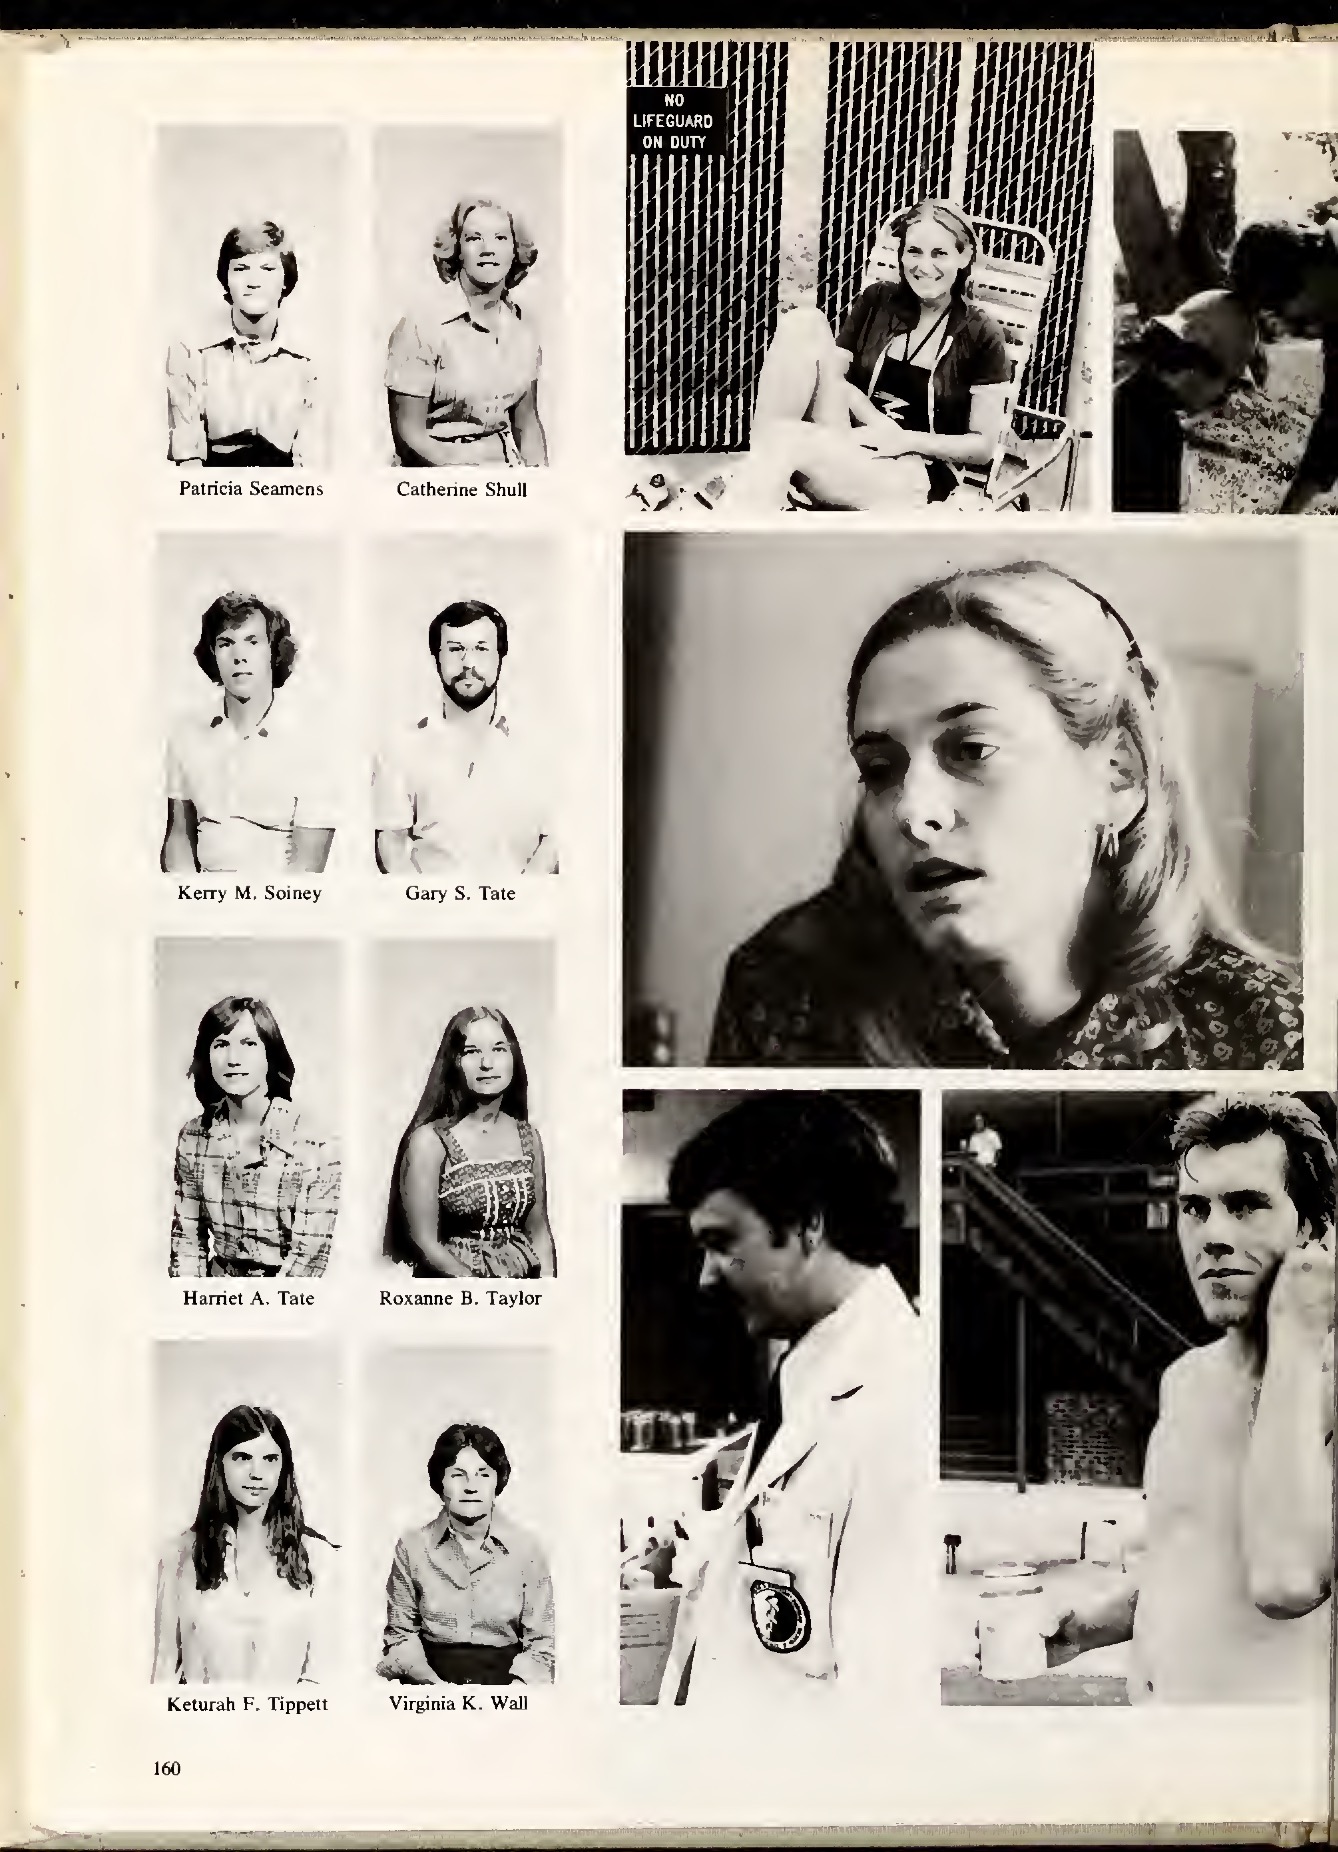 NO
LIFEGUARD
ON DUTY
Patricia Seamens
Catherine Shull
Kerry M. Soiney
Gary S. Tate
Harriet A. Tate
Roxanne B. Taylor
Keturah F. Tippett
Virginia K. Wall
160